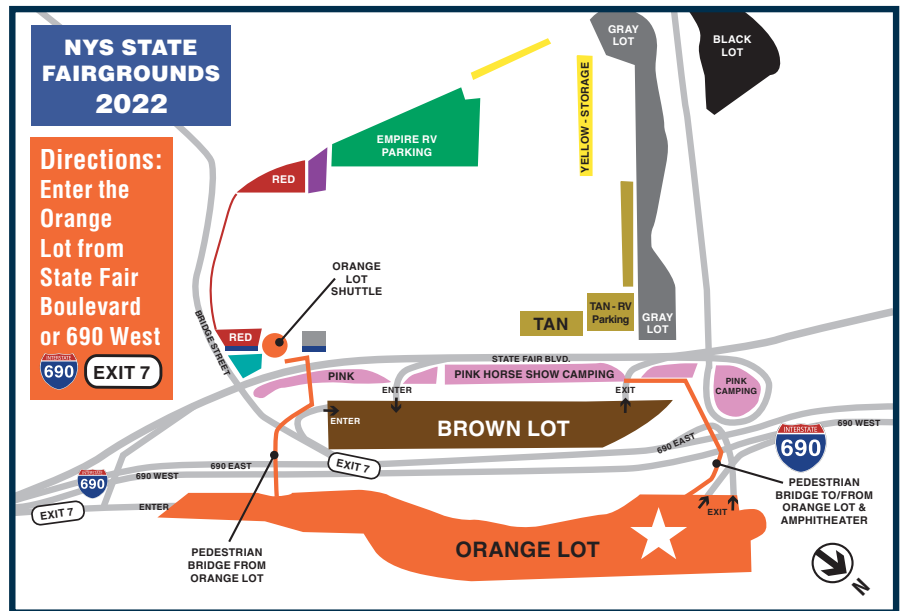 NYS STATE
FAIRGROUNDS
2022
Directions:
Enter the
Orange
Lot from
State Fair
Boulevard
or 690 West
INTERSTATE
690
EXIT 7
GRAY
LOT
BLACK
LOT
YELLOW - STORAGE
EMPIRE RV
PARKING
RED
ORANGE
LOT
SHUTTLE
BRIDGE STREET
RED
TAN
TAN - RV
Parking
GRAY
LOT
STATE FAIR BLVD.
PINK
ENTER
PINK HORSE SHOW CAMPING
EXIT
PINK
CAMPING
ENTER
BROWN LOT
EXIT 7
690 EAST
690 WEST
INTERSTATE
690
690 EAST
690 WEST
INTERSTATE
690
EXIT 7
ENTER
EXIT
PEDESTRIAN
BRIDGE TO/FROM
ORANGE LOT &
AMPHITHEATER
ORANGE LOT
PEDESTRIAN
BRIDGE FROM
ORANGE LOT
N